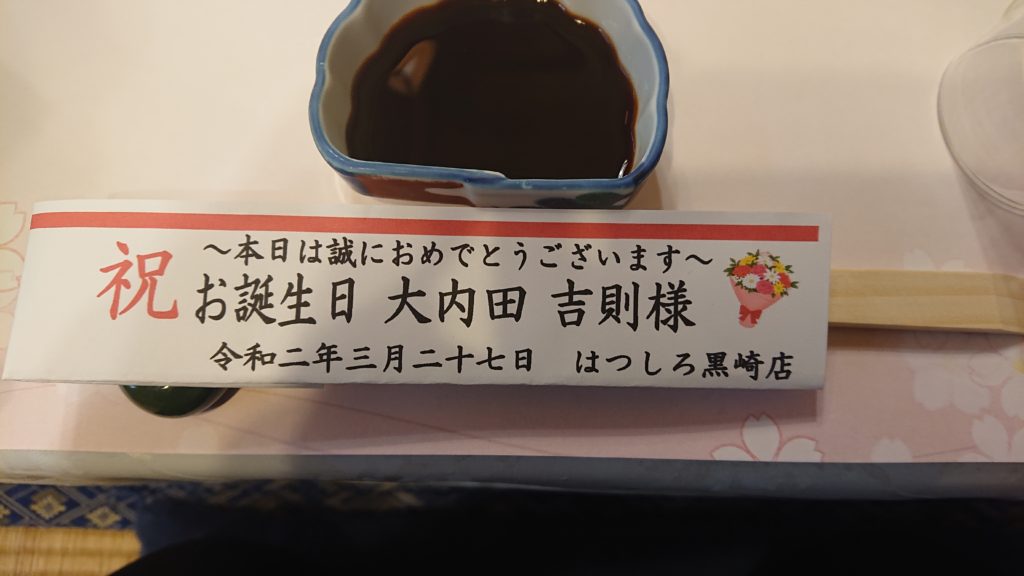 祝
～本日は誠におめでとうございます～
お誕生日 大内田 吉則様
令和二年三月二十七日 はつしろ黒崎店